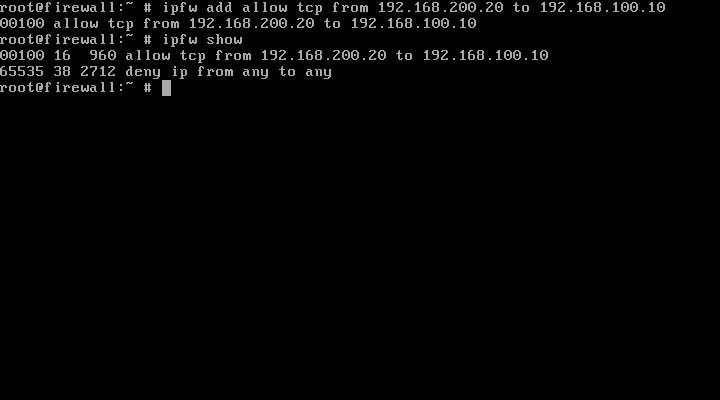 root@firewall:~ # ipfw add allow tcp from 192.168.200.20 to 192.168.100.10
00100 allow tcp from 192.168.200.20 to 192.168.100.10
root@firewall:~ # ipfw show
00100 16  960 allow tcp from 192.168.200.20 to 192.168.100.10
65535 38 2712 deny ip from any to any
root@firewall:~ #